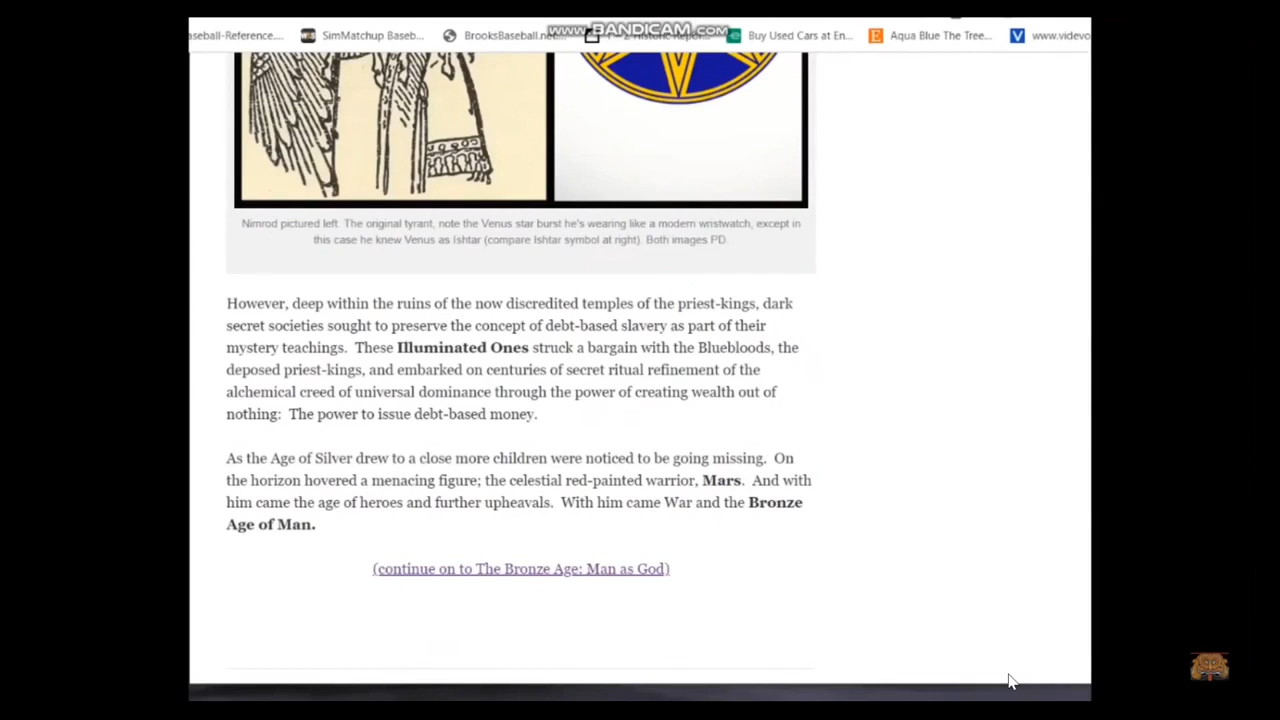 www.BANDICAM.com
aseball-Reference.... SimMatchup Baseb... BrooksBaseball.net... Buy Used Cars at En... Aqua Blue The Tree... www.videvo
Nimrod pictured left. The original tyrant, note the Venus star burst he's wearing like a modern wristwatch, except in
this case he knew Venus as Ishtar (compare Ishtar symbol at right). Both images PD.
However, deep within the ruins of the now discredited temples of the priest-kings, dark
secret societies sought to preserve the concept of debt-based slavery as part of their
mystery teachings. These Illuminated Ones struck a bargain with the Bluebloods, the
deposed priest-kings, and embarked on centuries of secret ritual refinement of the
alchemical creed of universal dominance through the power of creating wealth out of
nothing: The power to issue debt-based money.
As the Age of Silver drew to a close more children were noticed to be going missing. On
the horizon hovered a menacing figure; the celestial red-painted warrior, Mars. And with
him came the age of heroes and further upheavals. With him came War and the Bronze
Age of Man.
(continue on to The Bronze Age: Man as God)